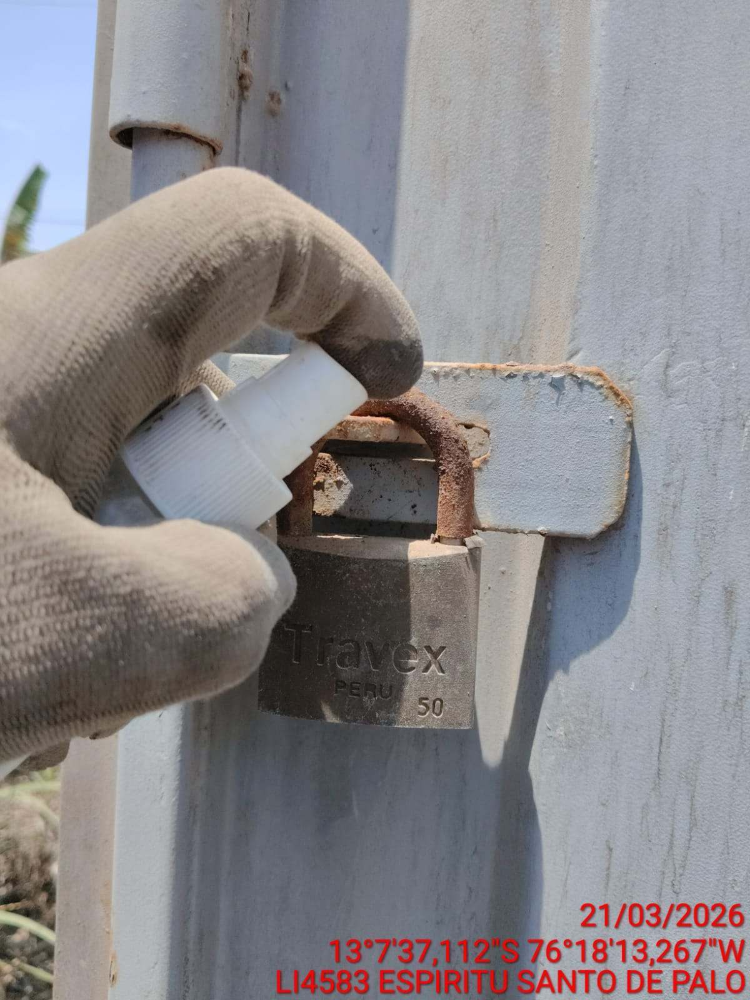 Travex
PERU
50
21/03/2026
13°7'37,112"S 76°18'13,267"W
LI4583 ESPIRITU SANTO DE PALO